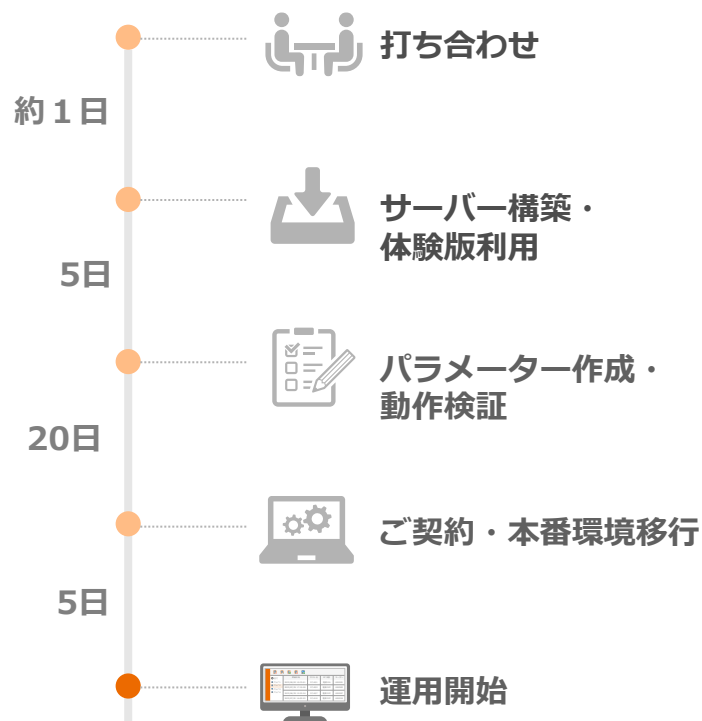 打ち合わせ
約１日
サーバー構築・
体験版利用
5日
パラメーター作成・
動作検証
20日
ご契約・本番環境移行
5日
運用開始